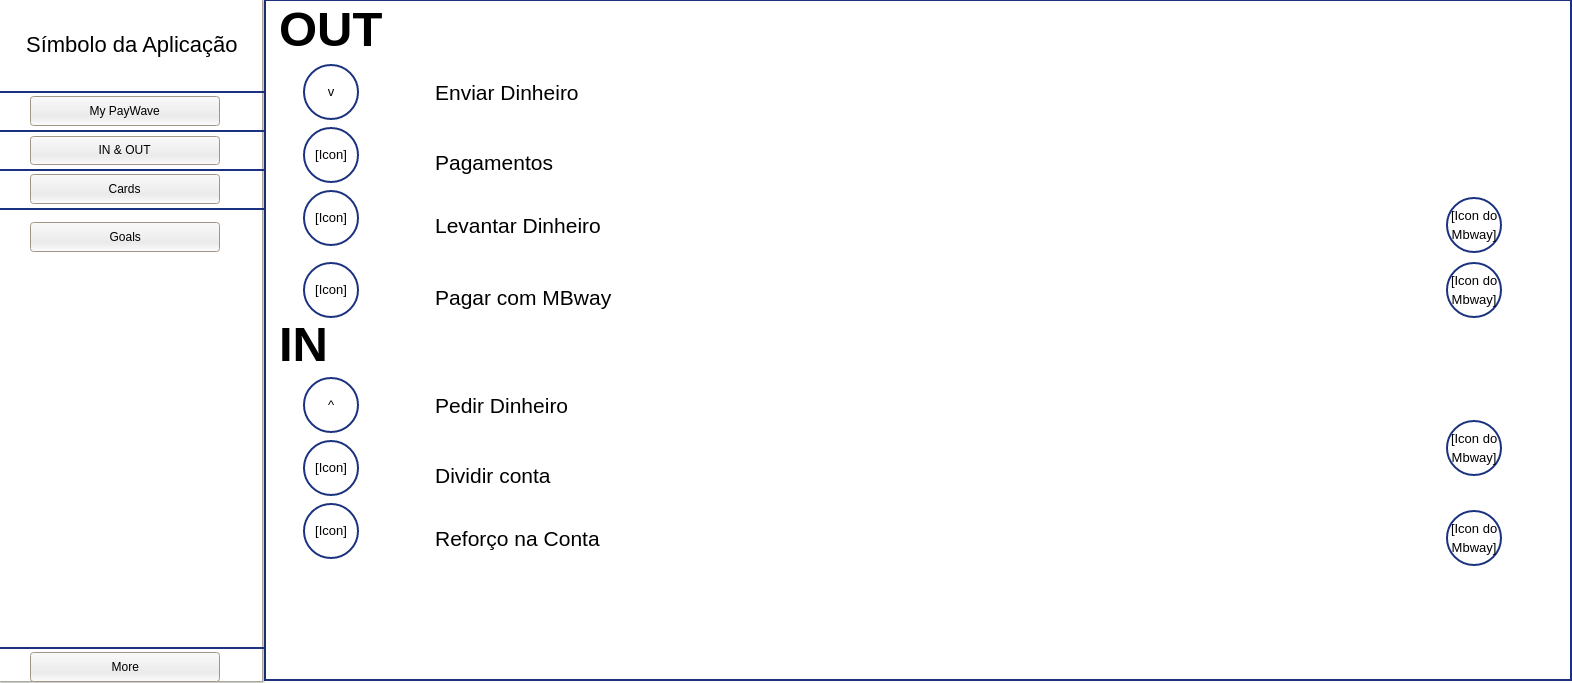 Símbolo da Aplicação
My PayWave
IN & OUT
Cards
Goals
More
OUT
v
Enviar Dinheiro
[Icon]
Pagamentos
[Icon]
Levantar Dinheiro
[Icon do
Mbway]
[Icon]
Pagar com MBway
[Icon do
Mbway]
IN
^
Pedir Dinheiro
[Icon do
Mbway]
[Icon]
Dividir conta
[Icon]
Reforço na Conta
[Icon do
Mbway]